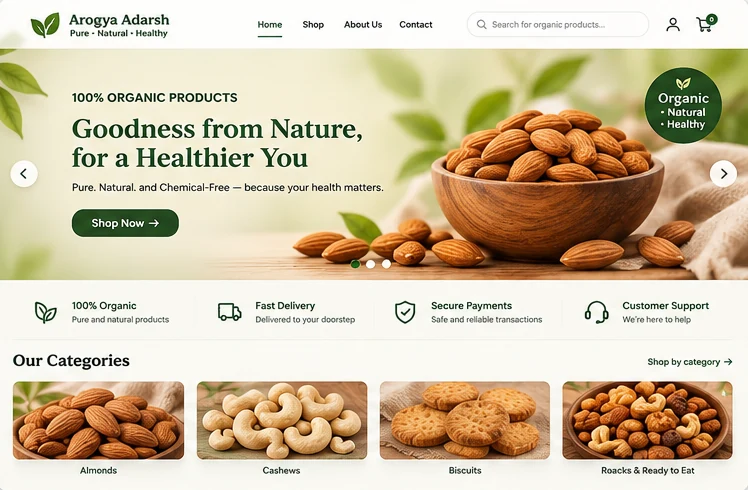 Arogya Adarsh
Pure • Natural • Healthy
Home
Shop
About Us
Contact
Search for organic products...
0
100% ORGANIC PRODUCTS
Goodness from Nature,
for a Healthier You
Pure. Natural. and Chemical-Free — because your health matters.
Shop Now →
Organic
• Natural
• Healthy
100% Organic
Pure and natural products
Fast Delivery
Delivered to your doorstep
Secure Payments
Safe and reliable transactions
Customer Support
We're here to help
Our Categories
Shop by category →
Almonds
Cashews
Biscuits
Roacks & Ready to Eat